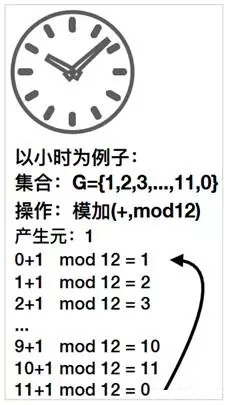 以小时为例子：
集合：G={1,2,3,...,11,0}
操作：模加(+,mod12)
产生元：1
0+1 mod 12 = 1
1+1 mod 12 = 2
2+1 mod 12 = 3
...
9+1 mod 12 = 10
10+1 mod 12 = 11
11+1 mod 12 = 0